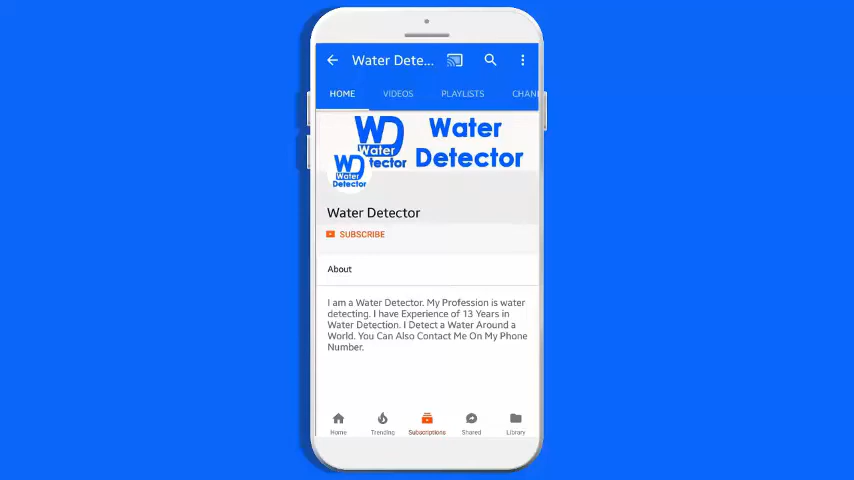 Water Dete...
HOME VIDEOS PLAYLISTS CHAN
WD
Water
Detector
Water
Detector
WD
Water
Detector
Water Detector
SUBSCRIBE
About
I am a Water Detector. My Profession is water
detecting. I have Experience of 13 Years in
Water Detection. I Detect a Water Around a
World. You Can Also Contact Me On My Phone
Number.
Home Trending Subscriptions Shared Library